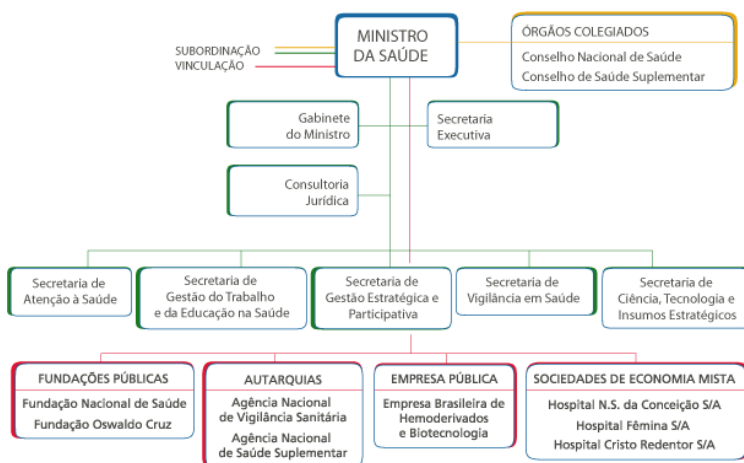 MINISTRO
DA SAÚDE
SUBORDINAÇÃO
VINCULAÇÃO
ÓRGÃOS COLEGIADOS
Conselho Nacional de Saúde
Conselho de Saúde Suplementar
Gabinete
do Ministro
Secretaria
Executiva
Consultoria
Jurídica
Secretaria de
Atenção à Saúde
Secretaria de
Gestão do Trabalho
e da Educação na Saúde
Secretaria de
Gestão Estratégica e
Participativa
Secretaria de
Vigilância em Saúde
Secretaria de
Ciência, Tecnologia e
Insumos Estratégicos
FUNDAÇÕES PÚBLICAS
Fundação Nacional de Saúde
Fundação Oswaldo Cruz
AUTARQUIAS
Agência Nacional
de Vigilância Sanitária
Agência Nacional
de Saúde Suplementar
EMPRESA PÚBLICA
Empresa Brasileira de
Hemoderivados
e Biotecnologia
SOCIEDADES DE ECONOMIA MISTA
Hospital N.S. da Conceição S/A
Hospital Fêmina S/A
Hospital Cristo Redentor S/A